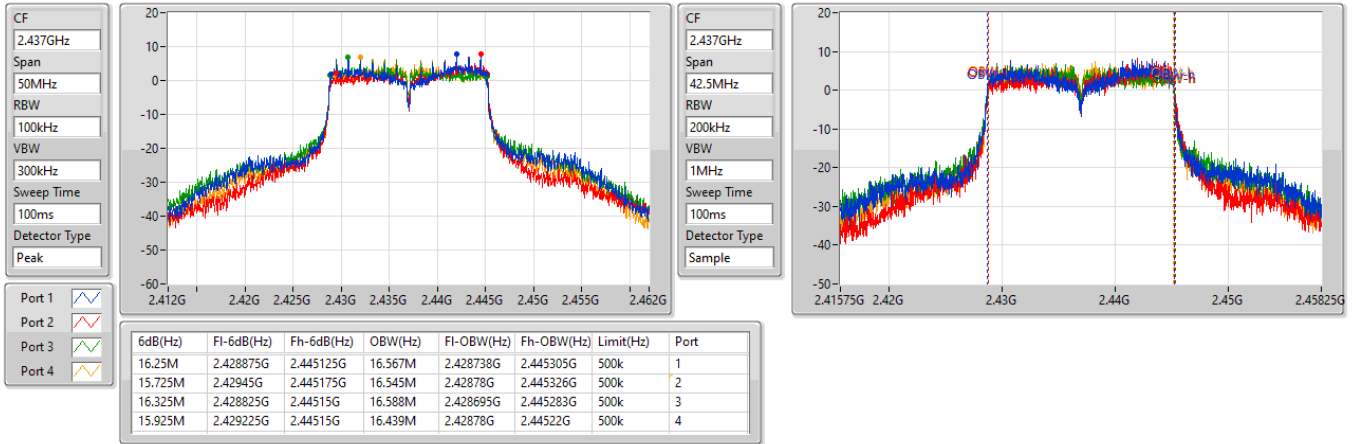 CF
2.437GHz
Span
50MHz
RBW
100kHz
VBW
300kHz
Sweep Time
100ms
Detector Type
Peak
20
10
0
-10
-20
-30
-40
-50
-60
2.412G 2.42G 2.425G 2.43G 2.435G 2.44G 2.445G 2.45G 2.455G 2.462G
CF
2.437GHz
Span
42.5MHz
RBW
200kHz
VBW
1MHz
Sweep Time
100ms
Detector Type
Sample
20
10
0
-10
-20
-30
-40
-50
2.41575G 2.42G 2.43G 2.44G 2.45G 2.45825G
Port 1
Port 2
Port 3
Port 4
6dB(Hz) Fl-6dB(Hz) Fh-6dB(Hz) OBW(Hz) Fl-OBW(Hz) Fh-OBW(Hz) Limit(Hz) Port
16.25M 2.428875G 2.445125G 16.567M 2.428738G 2.445305G 500k 1
15.725M 2.42945G 2.445175G 16.545M 2.42878G 2.445326G 500k 2
16.325M 2.428825G 2.44515G 16.588M 2.428695G 2.445283G 500k 3
15.925M 2.429225G 2.44515G 16.439M 2.42878G 2.44522G 500k 4